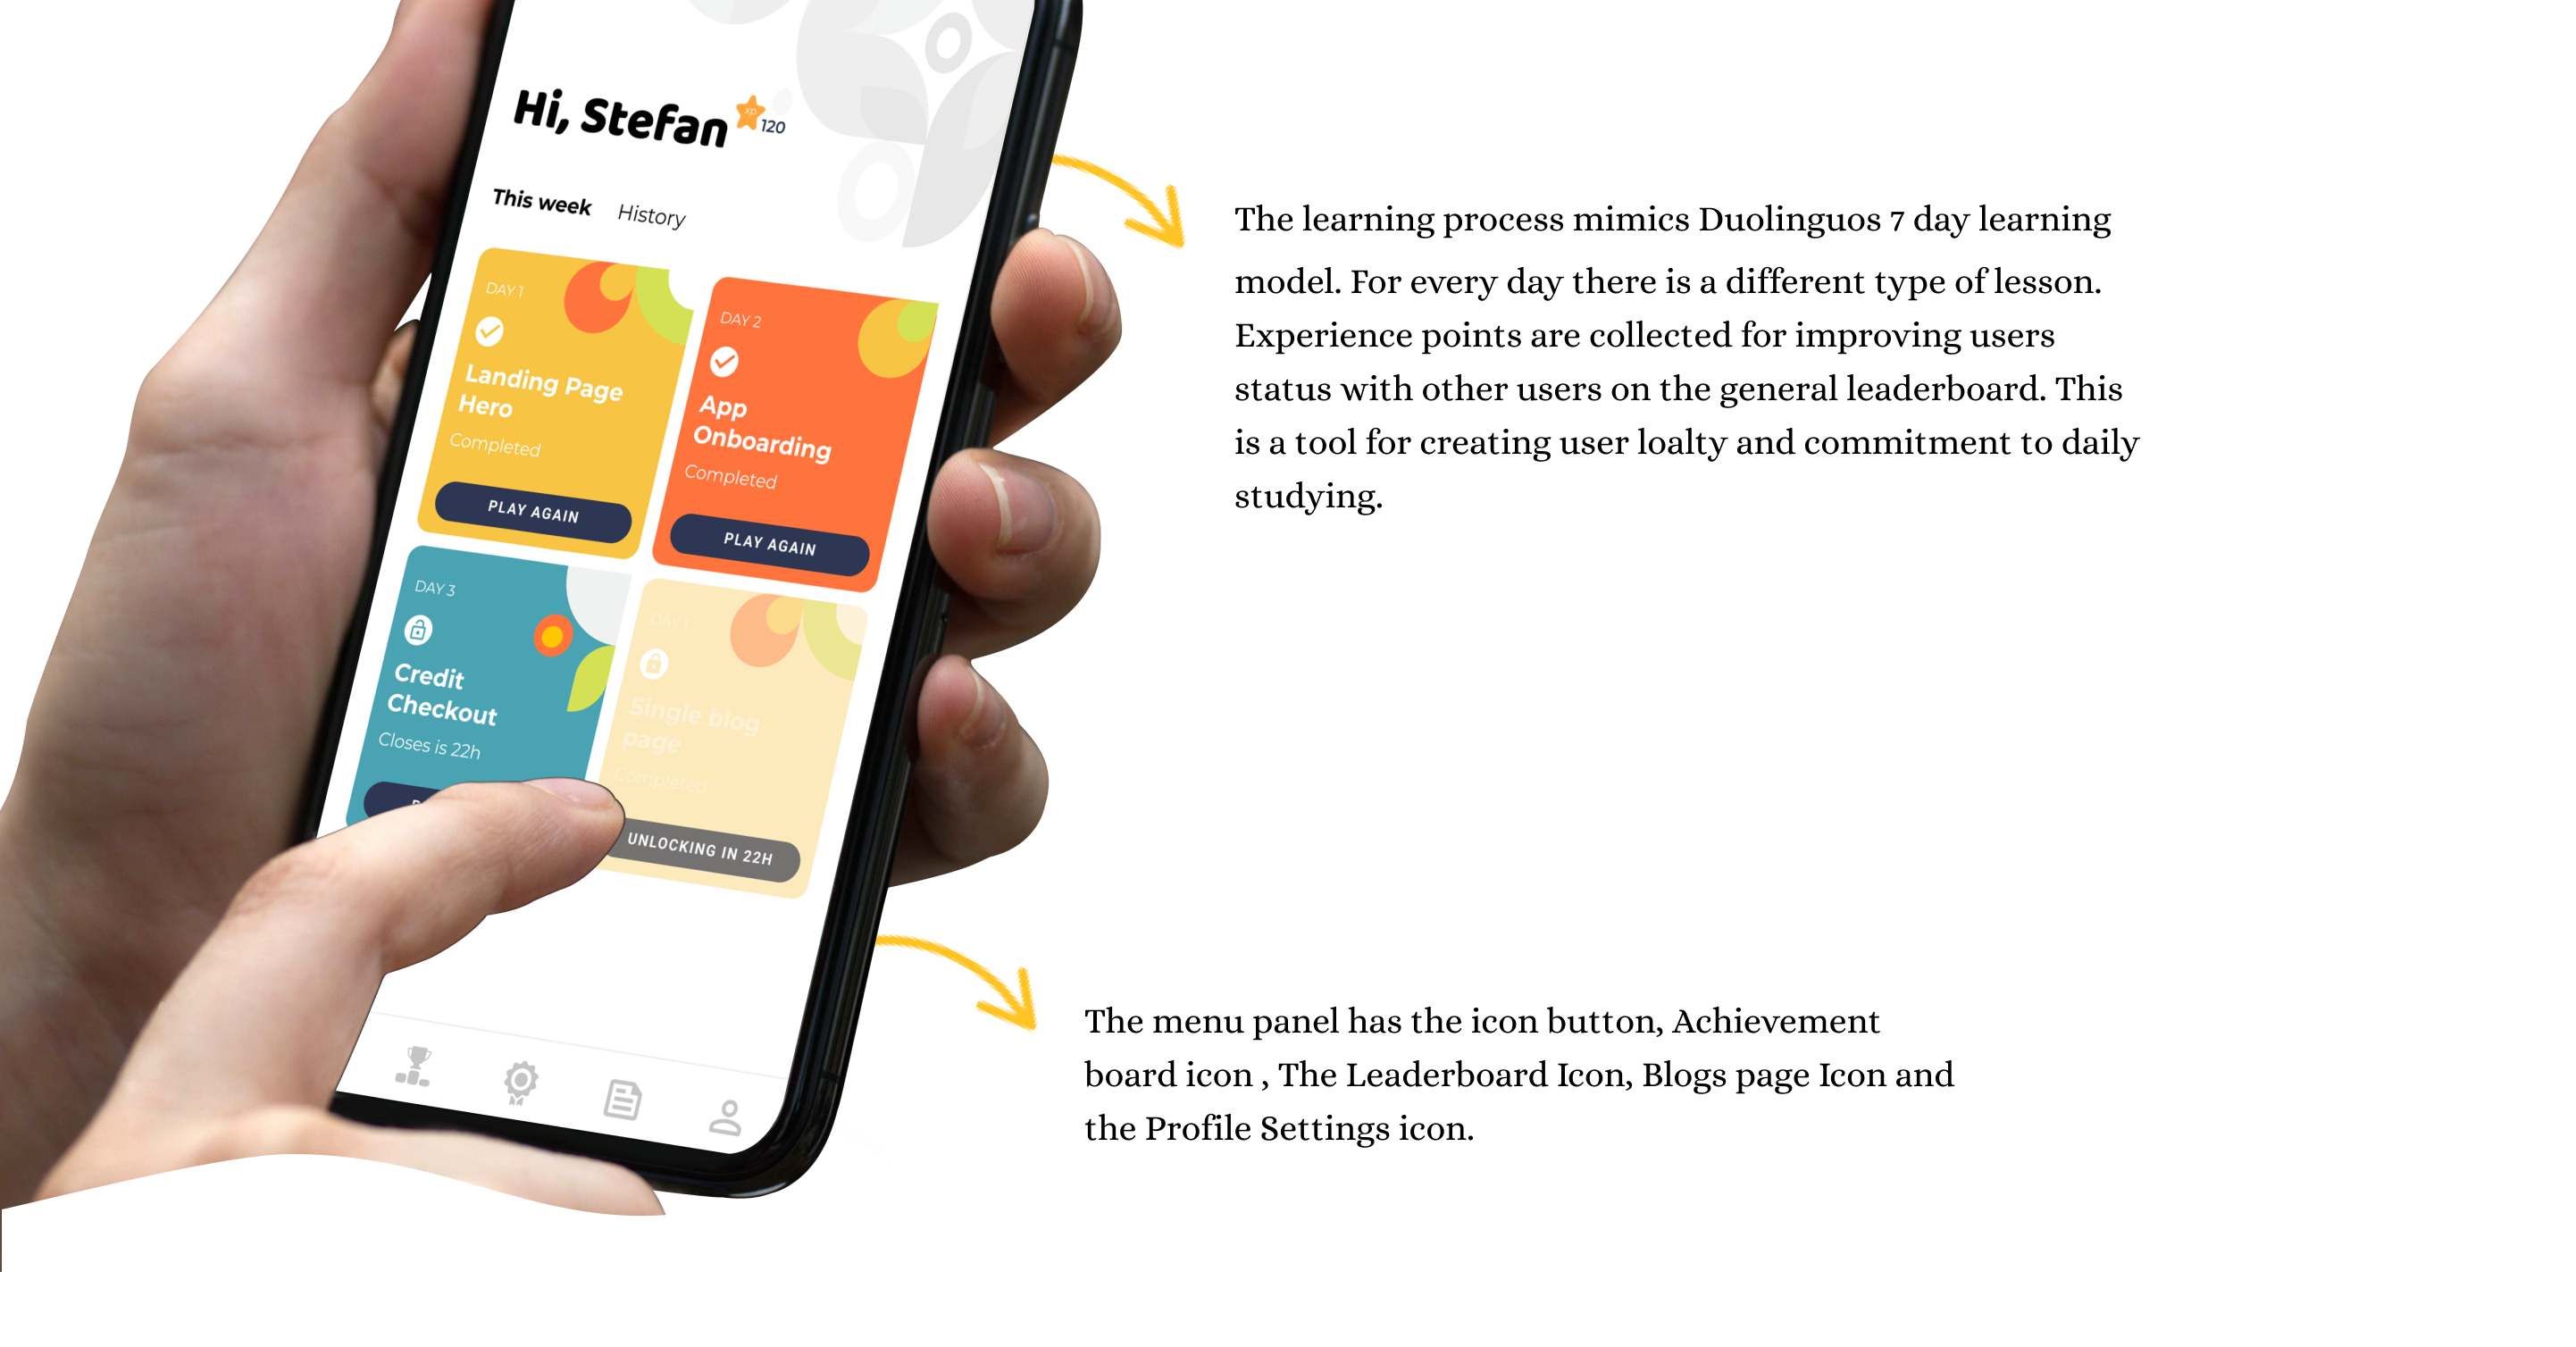 Hi, Stefan
xp
120
This week History
DAY 1
Landing Page
Hero
Completed
PLAY AGAIN
DAY 2
App
Onboarding
Completed
PLAY AGAIN
DAY 3
Credit
Checkout
Closes is 22h
DAY 1
Single blog
page
Completed
UNLOCKING IN 22H
The learning process mimics Duolinguos 7 day learning
model. For every day there is a different type of lesson.
Experience points are collected for improving users
status with other users on the general leaderboard. This
is a tool for creating user loalty and commitment to daily
studying.
The menu panel has the icon button, Achievement
board icon , The Leaderboard Icon, Blogs page Icon and
the Profile Settings icon.